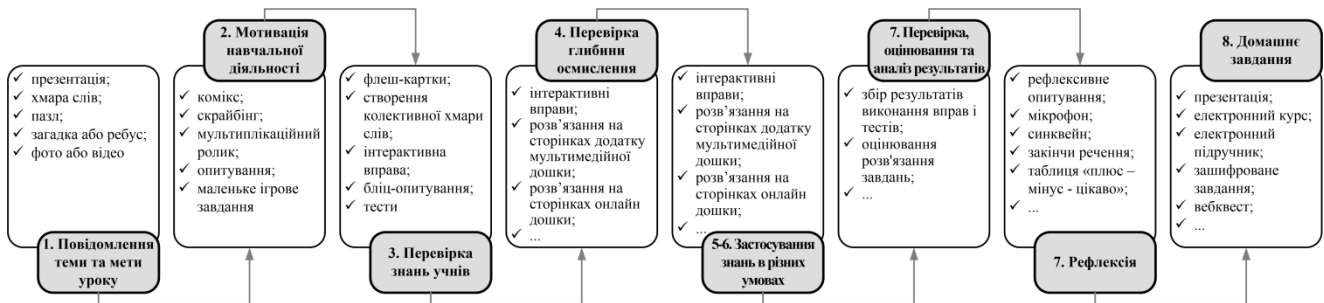 презентація;
хмара слів;
пазл;
загадка або ребус;
фото або відео
1. Повідомлення
теми та мети
уроку
2. Мотивація
навчальної
діяльності
комікс;
скрайбінг;
мультиплікаційний
ролик;
опитування;
маленьке ігрове
завдання
флеш-картки;
створення
колективної хмари
слів;
інтерактивна
вправа;
бліц-опитування;
тести
3. Перевірка
знань учнів
4. Перевірка
глибини
осмислення
інтерактивні
вправи;
розв’язання на
сторінках додатку
мультимедійної
дошки;
розв’язання на
сторінках онлайн
дошки;
...
інтерактивні
вправи;
розв’язання на
сторінках додатку
мультимедійної
дошки;
розв’язання на
сторінках онлайн
дошки;
...
5-6. Застосування
знань в різних
умовах
7. Перевірка,
оцінювання та
аналіз результатів
збір результатів
виконання вправ і
тестів;
оцінювання
розв'язання
завдань;
...
рефлексивне
опитування;
мікрофон;
синквейн;
закінчи речення;
таблиця «плюс –
мінус - цікаво»;
...
7. Рефлексія
8. Домашнє
завдання
презентація;
електронний курс;
електронний
підручник;
зашифроване
завдання;
вебквест;
...